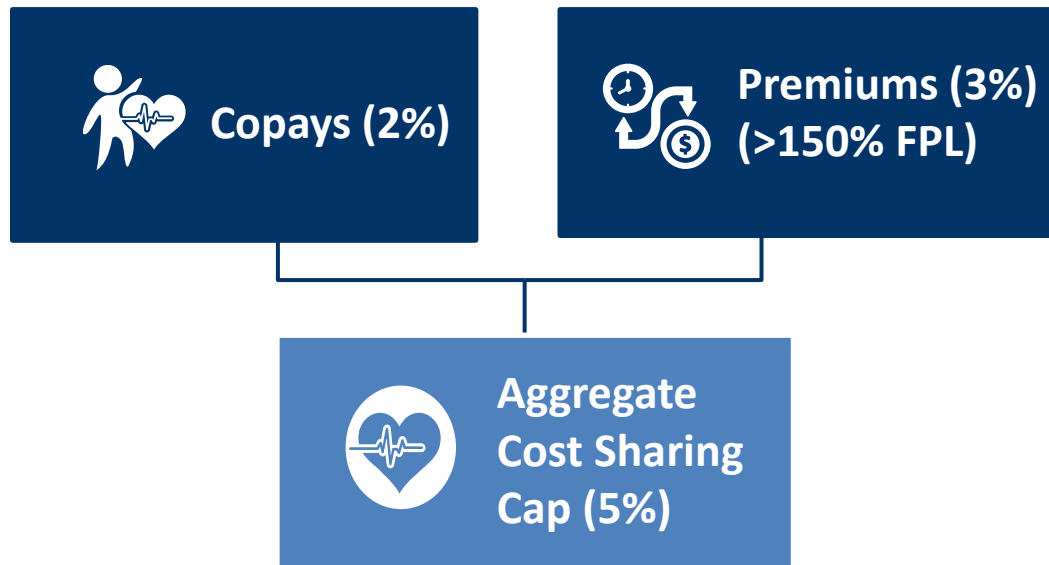 Copays (2%)
Premiums (3%)
(>150% FPL)
$
Aggregate
Cost Sharing
Cap (5%)